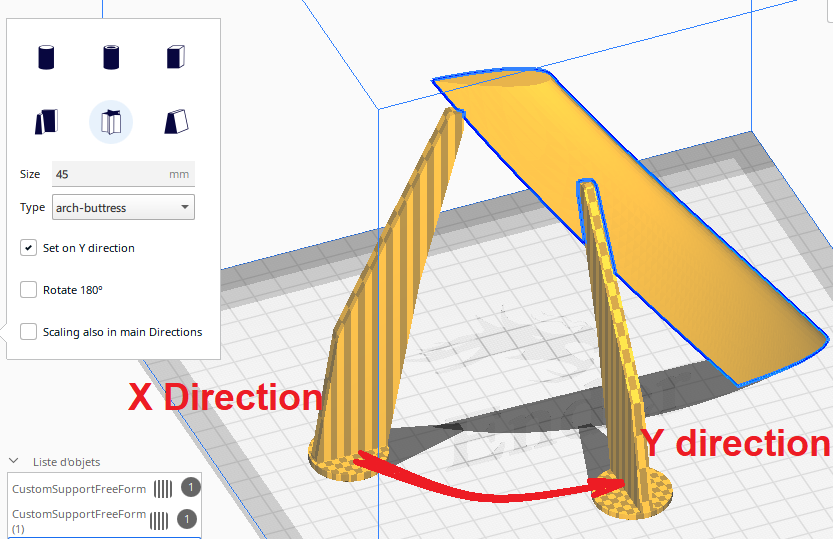 Size 45 mm
Type arch-buttress
Set on Y direction
Rotate 180°
Scaling also in main Directions
X Direction
Y direction
Liste d'objets
CustomSupportFreeForm 1
CustomSupportFreeForm 1
(1)